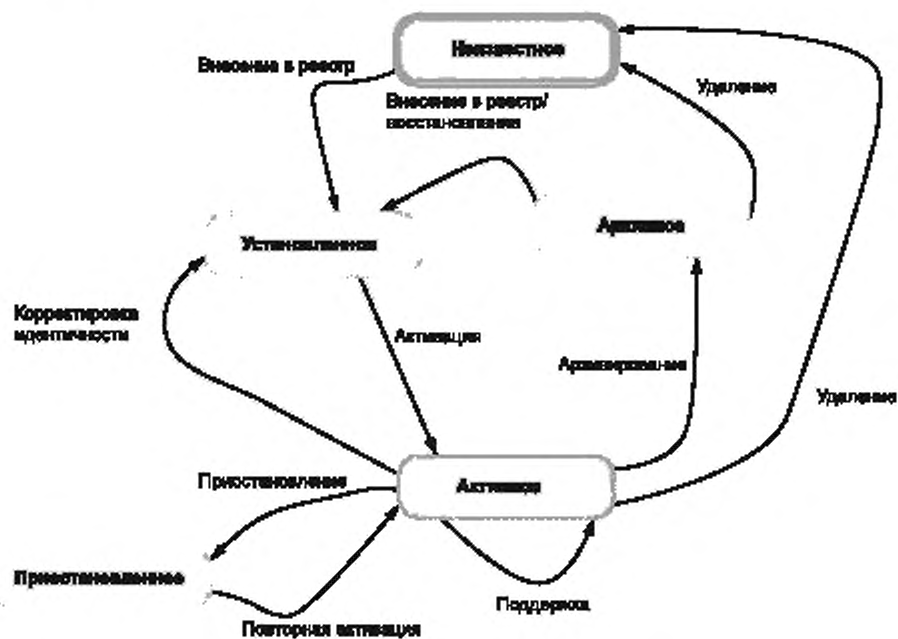 Неизвестное
Внесение в реестр
Внесение в реестр/
восстановление
Удаление
Установленное
Архивное
Корректировка
идентичности
Активация
Архивирование
Удаление
Приостановление
Активное
Приостановленное
Поддержка
Повторная активация